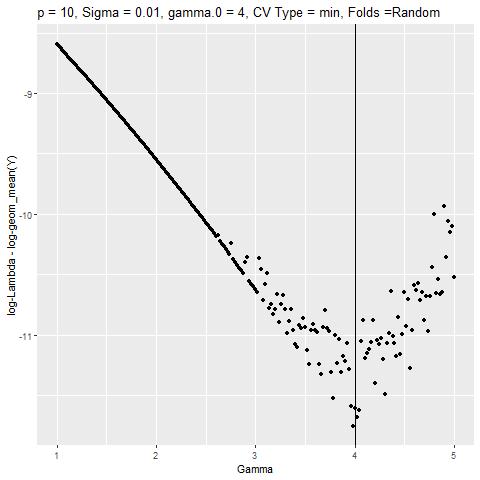 p = 10, Sigma = 0.01, gamma.0 = 4, CV Type = min, Folds =Random
log-Lambda - log-geom_mean(Y)
-9
-10
-11
1 2 3 4 5
Gamma